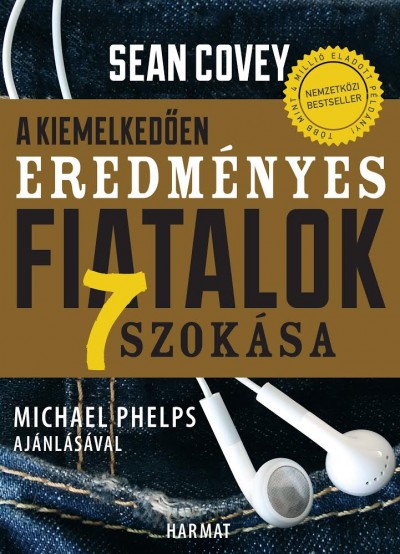 SEAN COVEY
TÖBB MINT 4 MILLIÓ ELADOTT PÉLDÁNY!
NEMZETKÖZI
BESTSELLER
A KIEMELKEDŐEN
EREDMÉNYES
FIATALOK
7 SZOKÁSA
MICHAEL PHELPS
AJÁNLÁSÁVAL
HARMAT